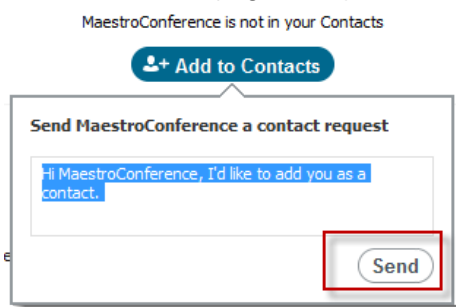 MaestroConference is not in your Contacts
Add to Contacts
Send MaestroConference a contact request
Hi MaestroConference, I'd like to add you as a
contact.
Send